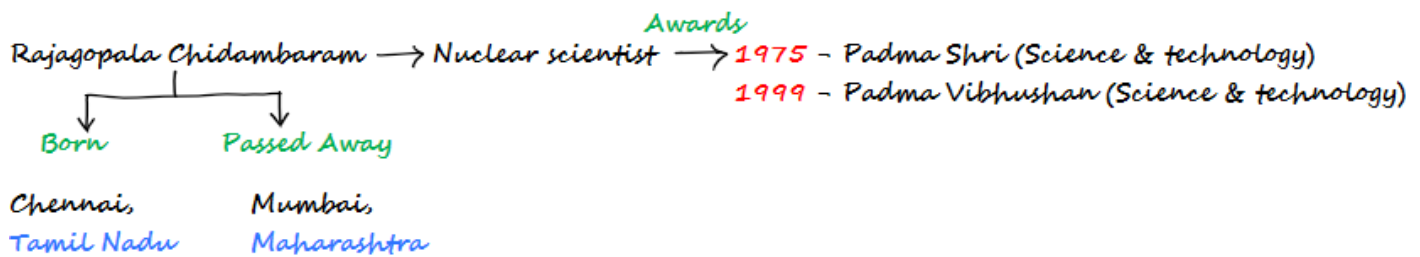 Awards
Rajagopala Chidambaram → Nuclear scientist → 1975 - Padma Shri (Science & technology)
1999 - Padma Vibhushan (Science & technology)
Born Passed Away
Chennai, Mumbai,
Tamil Nadu Maharashtra